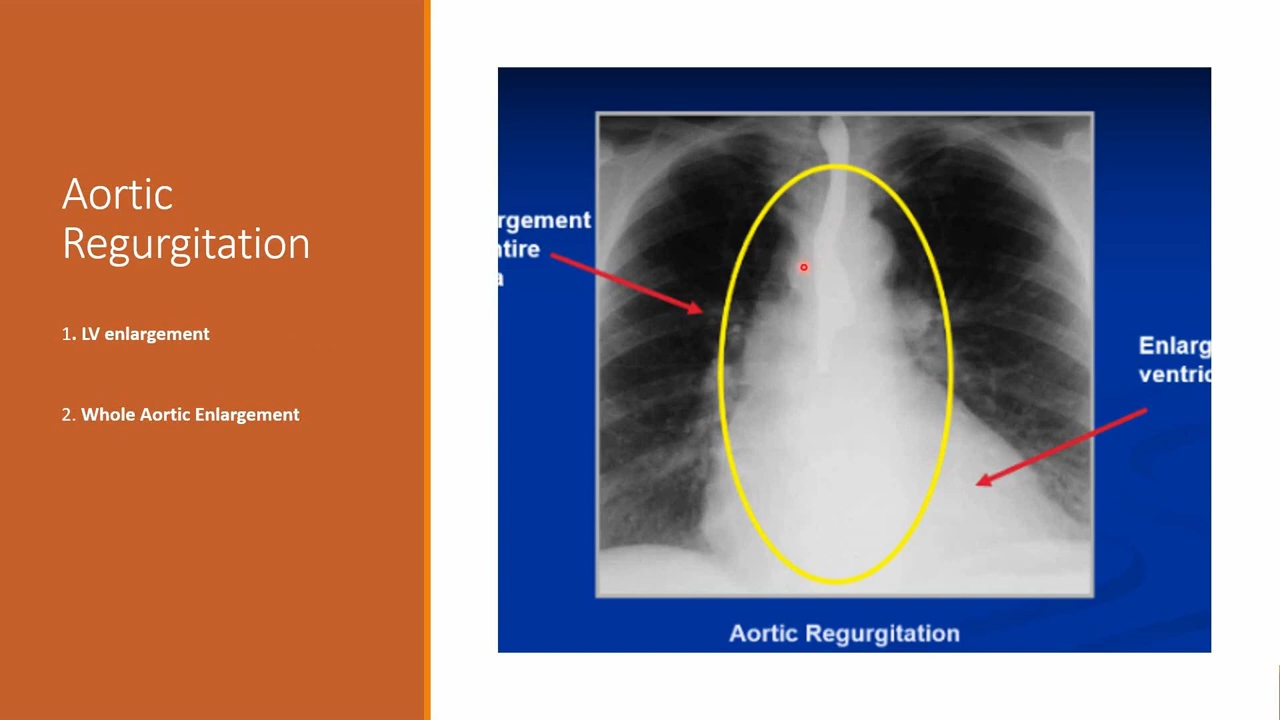 Aortic
Regurgitation
1. LV enlargement
2. Whole Aortic Enlargement
rgement
ntire
a
Enlarg
ventric
Aortic Regurgitation